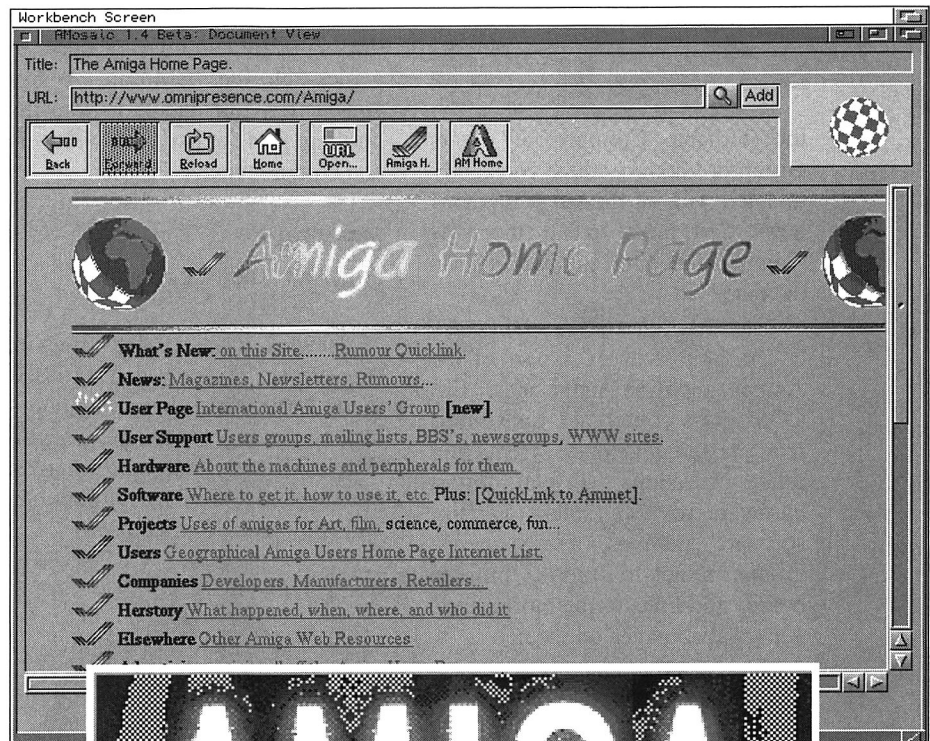 Workbench Screen
AMosaic 1.4 Beta: Document View
Title: The Amiga Home Page.
URL: http://www.omnipresence.com/Amiga/
Add
Back Forward Reload Home URL Open... Amiga H. AM Home
Amiga Home Page
What's New: on this Site........Rumour Quicklink.
News: Magazines, Newsletters, Rumours...
User Page International Amiga Users' Group [new].
User Support Users groups, mailing lists, BBS's, newsgroups, WWW sites.
Hardware About the machines and peripherals for them.
Software Where to get it, how to use it, etc. Plus: [QuickLink to Aminet].
Projects Uses of amigas for Art, film, science, commerce, fun...
Users Geographical Amiga Users Home Page Internet List.
Companies Developers, Manufacturers, Retailers...
Herstory What happened, when, where, and who did it
Elsewhere Other Amiga Web Resources
AMIGA